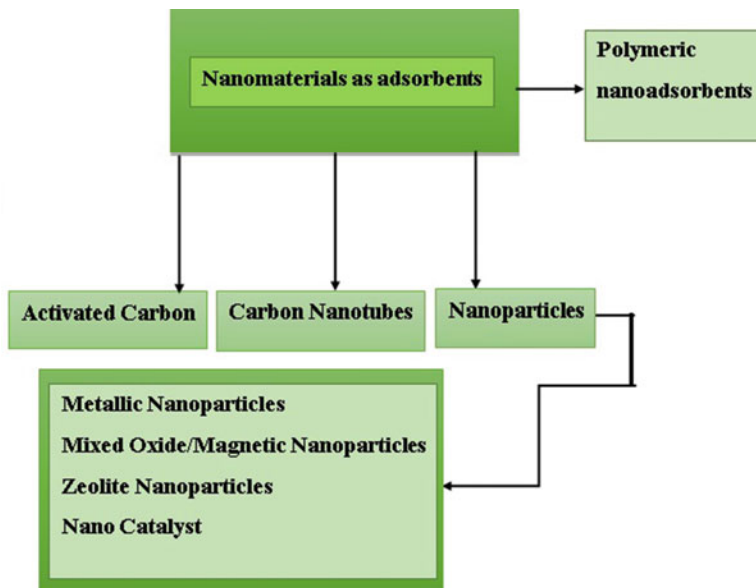 Nanomaterials as adsorbents
Polymeric
nanoadsorbents
Activated Carbon
Carbon Nanotubes
Nanoparticles
Metallic Nanoparticles
Mixed Oxide/Magnetic Nanoparticles
Zeolite Nanoparticles
Nano Catalyst